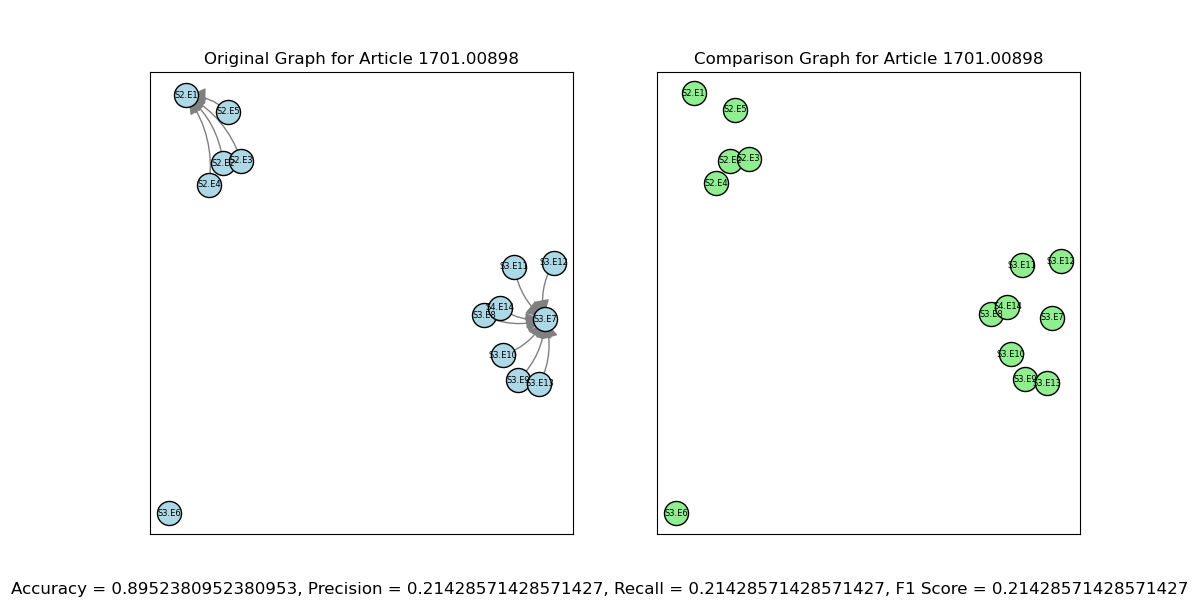 Original Graph for Article 1701.00898
Comparison Graph for Article 1701.00898
S2.E1
S2.E5
S2.E3
S2.E4
S3.E11
S3.E12
S4.E14
S3.E8
S3.E7
S3.E10
S3.E9
S3.E13
S3.E6
S2.E1
S2.E5
S2.E3
S2.E4
S3.E11
S3.E12
S4.E14
S3.E8
S3.E7
S3.E10
S3.E9
S3.E13
S3.E6
Accuracy = 0.8952380952380953, Precision = 0.21428571428571427, Recall = 0.21428571428571427, F1 Score = 0.21428571428571427